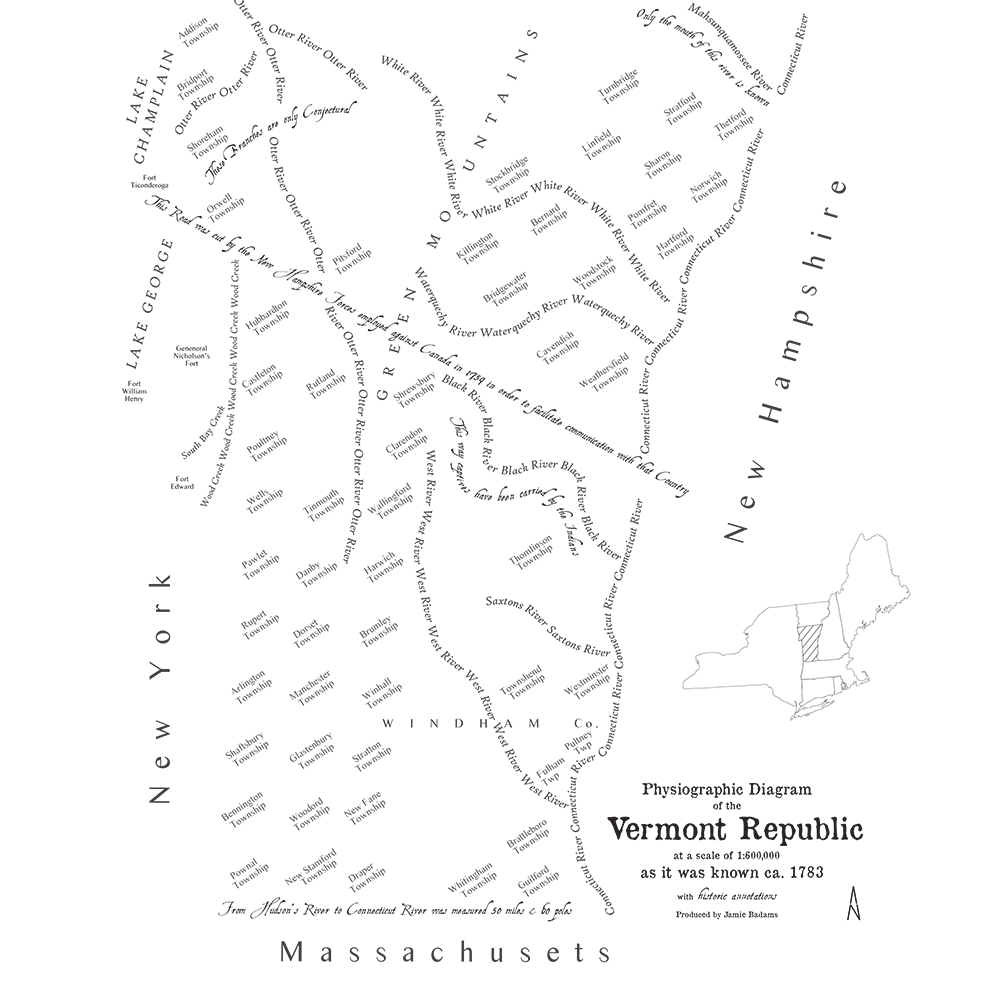 Addison
Township
Otter River Otter River Otter River
Otter River Otter River
LAKE
CHAMPLAIN
Bridport
Township
Otter River Otter River
Shoreham
Township
These Branches are only Conjectural
Fort
Ticonderoga
Orwell
Township
This Road was cut by the New Hampshire Forces employed against Canada in 1759 in order to facilitate communication with that Country
Otter River Otter River Otter River Otter
Pitsford
Township
White River White River White River White River
White River White River White River White River
GREEN MOUNTAINS
Only the mouth of this river is known
Mahsunquamossee River
Connecticut River
Tunbridge
Township
Stratford
Township
Thetford
Township
Linfield
Township
Sharon
Township
Norwich
Township
Stockbridge
Township
Pomfret
Township
Bernard
Township
Hartford
Township
Killington
Township
Woodstock
Township
Bridgewater
Township
Connecticut River Connecticut River Connecticut River Connecticut River Connecticut River
New Hampshire
LAKE GEORGE
Geneneral
Nicholson's
Fort
Fort
William
Henry
Wood Creek Wood Creek Wood Creek Wood Creek Wood Creek
South Bay Creek
Fort
Edward
Hubbardton
Township
Waterquechy River Waterquechy River Waterquechy River
Cavendish
Township
Weathersfield
Township
Castleton
Township
Rutland
Township
River Otter River Otter River Otter River Otter River Otter River
Shrewsbury
Township
Black River Black River Black River Black River Black River
This way captives have been carried by the Indians
Clarendon
Township
Poultney
Township
Wells
Township
Tinmouth
Township
Wallingford
Township
West River West River West River West River West River West River West River West River
Pawlet
Township
Danby
Township
Harwich
Township
Thomlinson
Township
Connecticut River Connecticut River Connecticut River Connecticut River Connecticut River Connecticut River
Saxtons River Saxtons River
Rupert
Township
Dorset
Township
Brumley
Township
New York
Arlington
Township
Manchester
Township
Winhall
Township
Townshend
Township
Westminster
Township
WINDHAM Co.
Shaftsbury
Township
Glastenbury
Township
Stratton
Township
Pultney
Twp
Fulham
Twp
Bennington
Township
Woodord
Township
New Fane
Township
Brattleboro
Township
Pownal
Township
New Stamford
Township
Draper
Township
Whitingham
Township
Guilford
Township
From Hudson's River to Connecticut River was measured 50 miles & 60 poles
Massachusets
Physiographic Diagram
of the
Vermont Republic
at a scale of 1:600,000
as it was known ca. 1783
with historic annotations
Produced by Jamie Badams
N